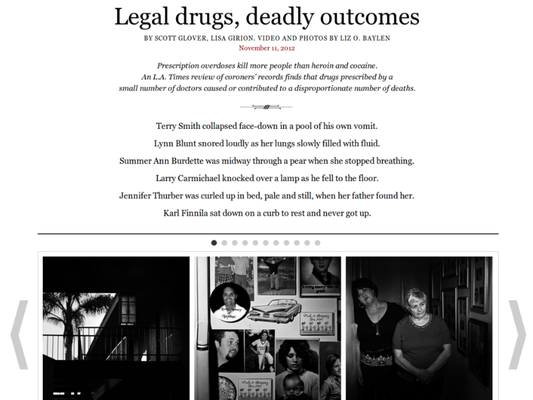 Legal drugs, deadly outcomes
BY SCOTT GLOVER, LISA GIRION. VIDEO AND PHOTOS BY LIZ O. BAYLEN
November 11, 2012
Prescription overdoses kill more people than heroin and cocaine.
An L.A. Times review of coroners' records finds that drugs prescribed by a
small number of doctors caused or contributed to a disproportionate number of deaths.
Terry Smith collapsed face-down in a pool of his own vomit.
Lynn Blunt snored loudly as her lungs slowly filled with fluid.
Summer Ann Burdette was midway through a pear when she stopped breathing.
Larry Carmichael knocked over a lamp as he fell to the floor.
Jennifer Thurber was curled up in bed, pale and still, when her father found her.
Karl Finnila sat down on a curb to rest and never got up.